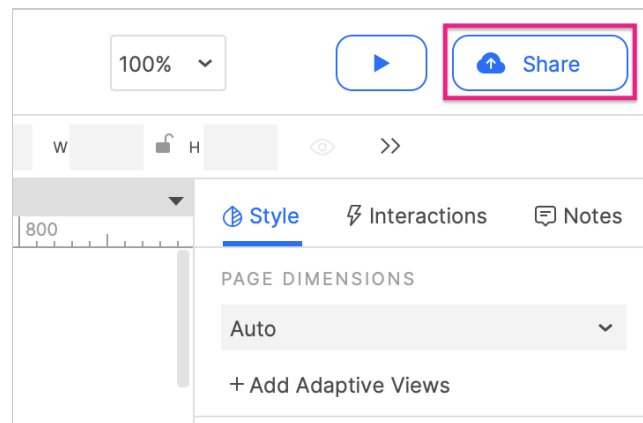 100%
Share
W
H
800
Style
Interactions
Notes
PAGE DIMENSIONS
Auto
+ Add Adaptive Views